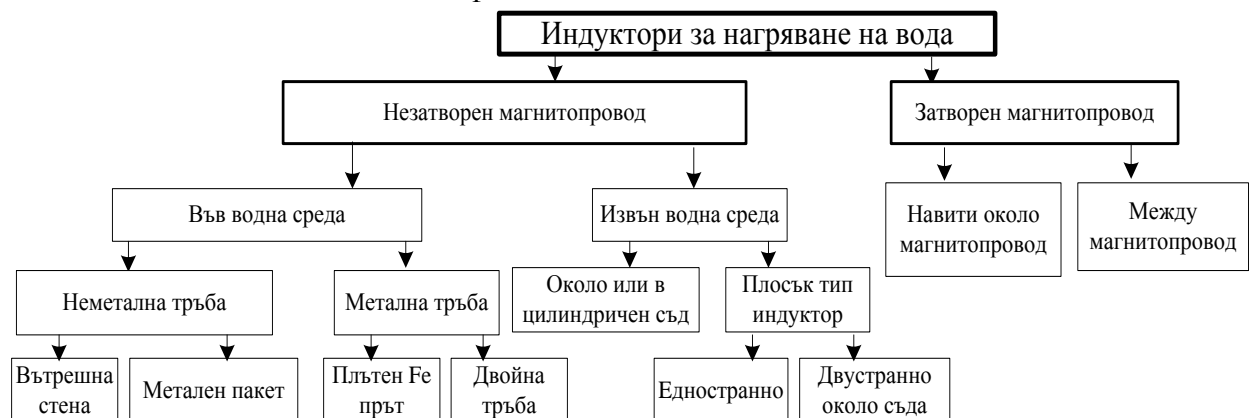 Индуктори за нагряване на вода
Незатворен магнитопровод
Затворен магнитопровод
Във водна среда
Извън водна среда
Навити около
магнитопровод
Между
магнитопровод
Неметална тръба
Метална тръба
Около или в
цилиндричен съд
Плосък тип
индуктор
Вътрешна
стена
Метален пакет
Плътен Fe
прът
Двойна
тръба
Едностранно
Двустранно
около съда